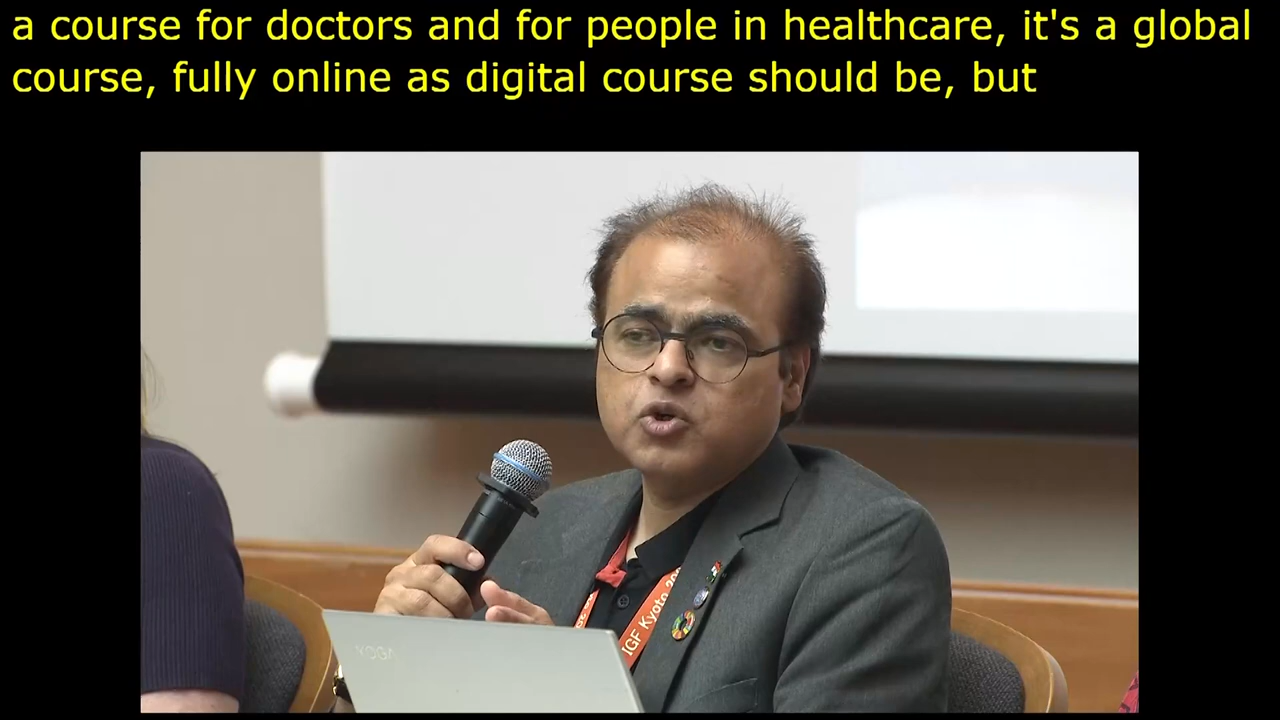 a course for doctors and for people in healthcare, it's a global
course, fully online as digital course should be, but
IGF Kyoto 20
YOGA